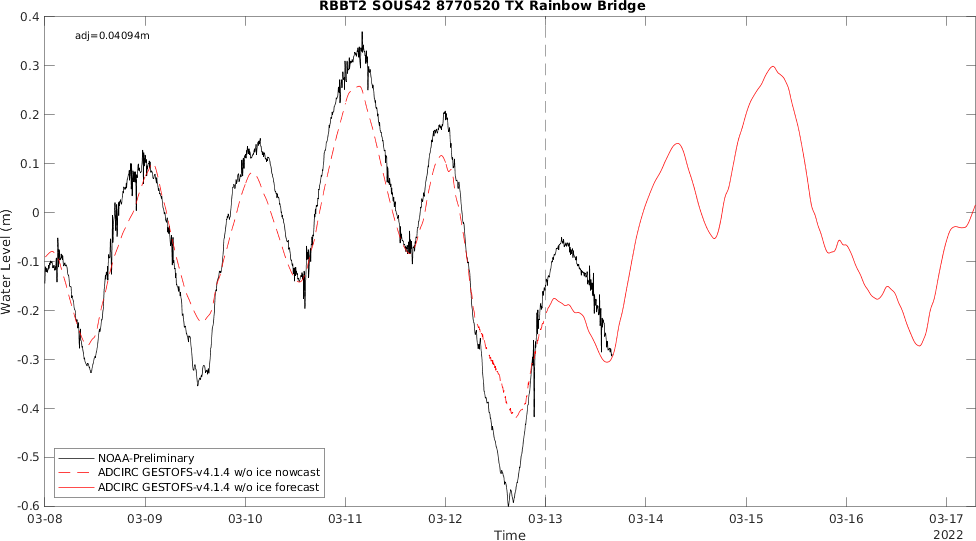 RBBT2 SOUS42 8770520 TX Rainbow Bridge
adj=0.04094m
0.4
0.3
0.2
0.1
0
-0.1
-0.2
-0.3
-0.4
-0.5
-0.6
Water Level (m)
NOAA-Preliminary
ADCIRC GESTOFS-v4.1.4 w/o ice nowcast
ADCIRC GESTOFS-v4.1.4 w/o ice forecast
03-08 03-09 03-10 03-11 03-12 03-13 03-14 03-15 03-16 03-17
Time
2022